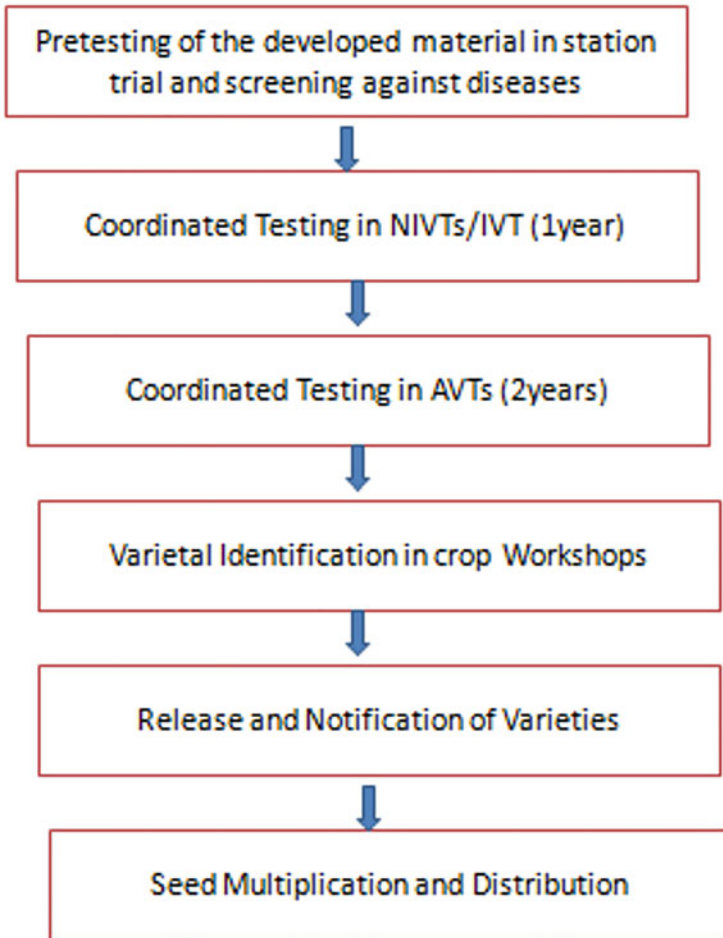 Pretesting of the developed material in station
trial and screening against diseases
Coordinated Testing in NIVTs/IVT (1year)
Coordinated Testing in AVTs (2years)
Varietal Identification in crop Workshops
Release and Notification of Varieties
Seed Multiplication and Distribution